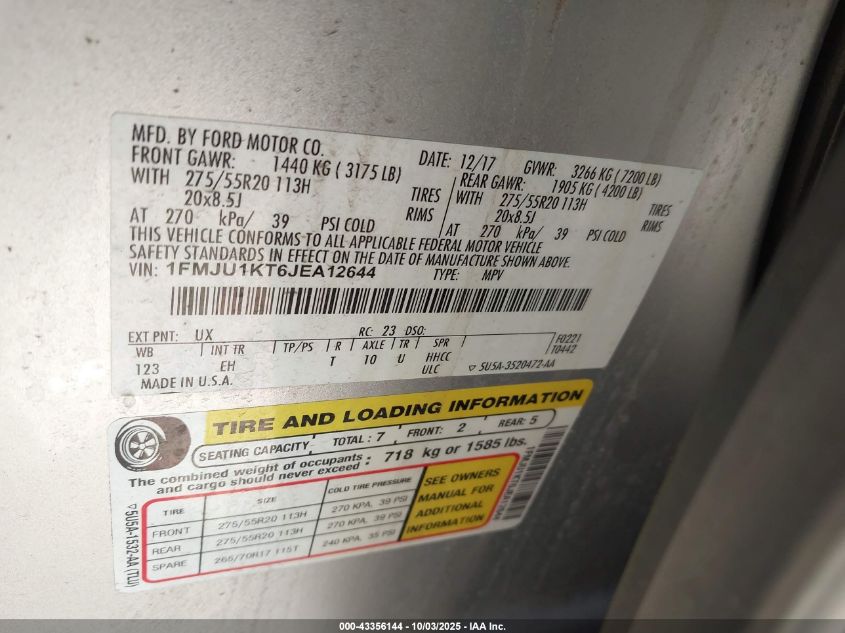 MFD. BY FORD MOTOR CO.
DATE: 12/17 GVWR: 3266 KG ( 7200 LB)
FRONT GAWR: 1440 KG ( 3175 LB) REAR GAWR: 1905 KG ( 4200 LB)
WITH 275/55R20 113H TIRES WITH 275/55R20 113H TIRES
20x8.5J RIMS 20x8.5J RIMS
AT 270 kPa/ 39 PSI COLD AT 270 kPa/ 39 PSI COLD
THIS VEHICLE CONFORMS TO ALL APPLICABLE FEDERAL MOTOR VEHICLE
SAFETY STANDARDS IN EFFECT ON THE DATE OF MANUFACTURE SHOWN ABOVE.
VIN: 1FMJU1KT6JEA12644 TYPE: MPV
EXT PNT: UX RC: 23 DSO:
WB INT TR TP/PS R AXLE TR SPR F0221
123 EH T 10 U HHCC T0442
ULC 5U5A-3520472-AA
MADE IN U.S.A.
TIRE AND LOADING INFORMATION
SEATING CAPACITY TOTAL: 7 FRONT: 2 REAR: 5
The combined weight of occupants and cargo should never exceed: 718 kg or 1585 lbs.
TIRE SIZE COLD TIRE PRESSURE
FRONT 275/55R20 113H 270 KPA, 39 PSI
REAR 275/55R20 113H 270 KPA, 39 PSI
SPARE 265/70R17 115T 240 KPA, 35 PSI
SEE OWNERS
MANUAL FOR
ADDITIONAL
INFORMATION
5U5A-1532-AA (TLU)
000-43356144 - 10/03/2025 - IAA Inc.